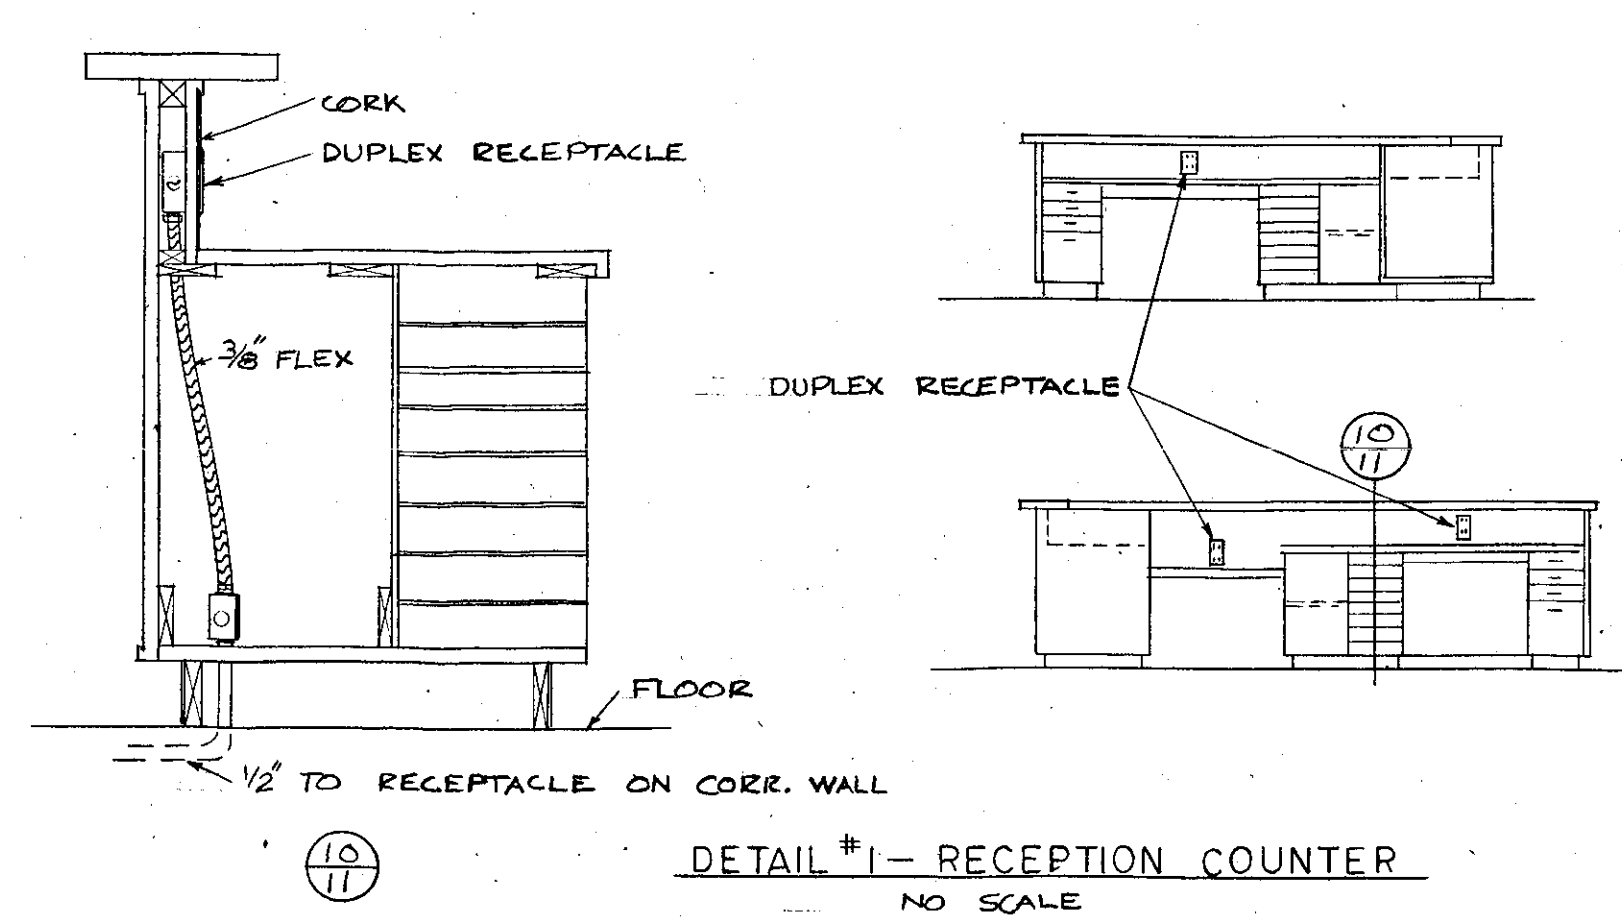 CORK
DUPLEX RECEPTACLE
3/8" FLEX
DUPLEX RECEPTACLE
10
11
FLOOR
1/2" TO RECEPTACLE ON CORR. WALL
10
11
DETAIL #1 – RECEPTION COUNTER
NO SCALE